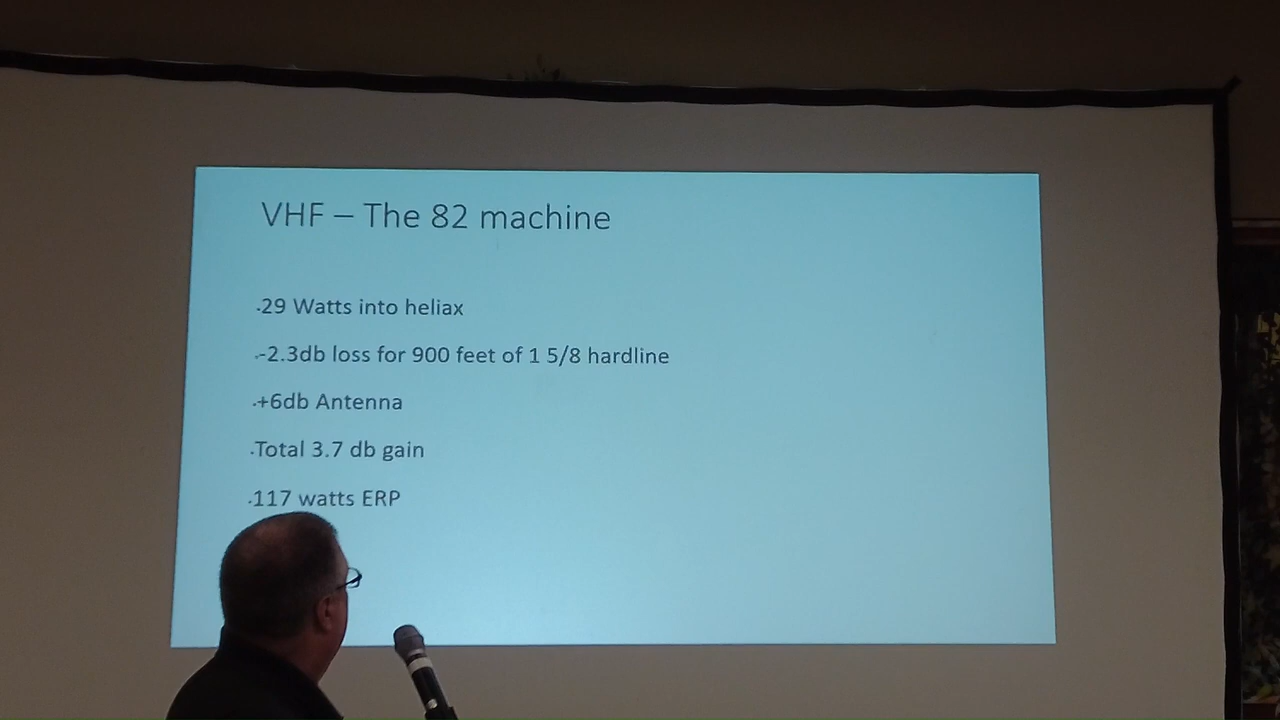 VHF – The 82 machine
·29 Watts into heliax
·-2.3db loss for 900 feet of 1 5/8 hardline
·+6db Antenna
·Total 3.7 db gain
·117 watts ERP